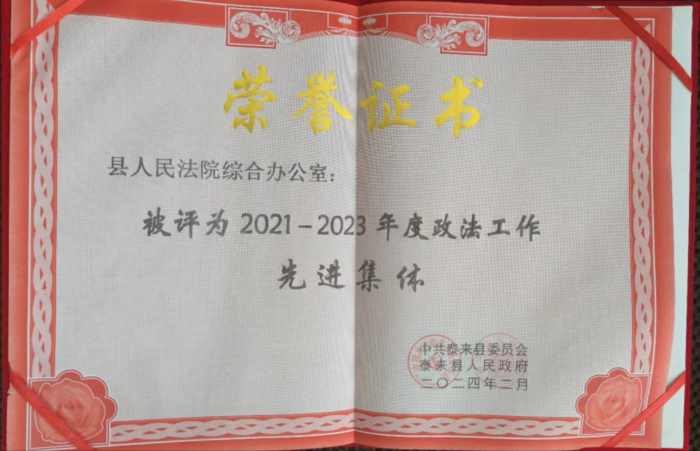 荣誉证书
县人民法院综合办公室：
被评为2021-2023年度政法工作
先进集体
中共泰来县委员会
泰来县人民政府
二〇二四年二月